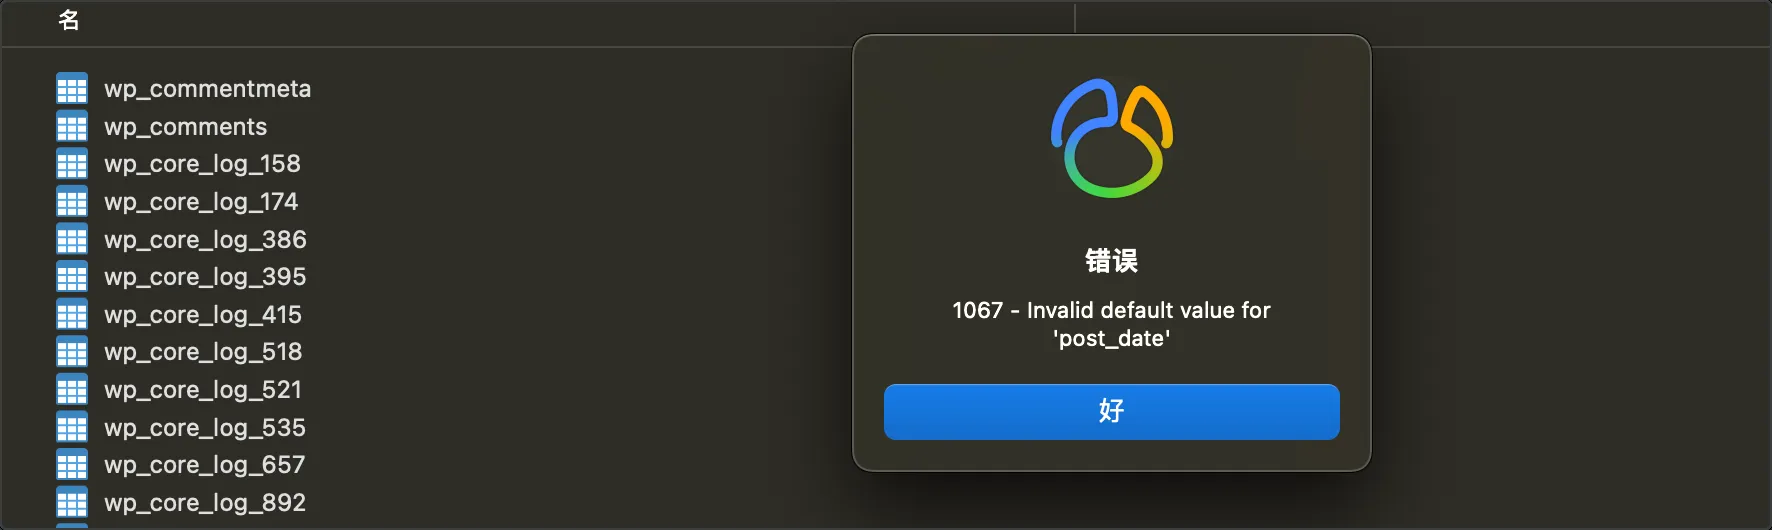 名
wp_commentmeta
wp_comments
wp_core_log_158
wp_core_log_174
wp_core_log_386
wp_core_log_395
wp_core_log_415
wp_core_log_518
wp_core_log_521
wp_core_log_535
wp_core_log_657
wp_core_log_892
错误
1067 - Invalid default value for
'post_date'
好